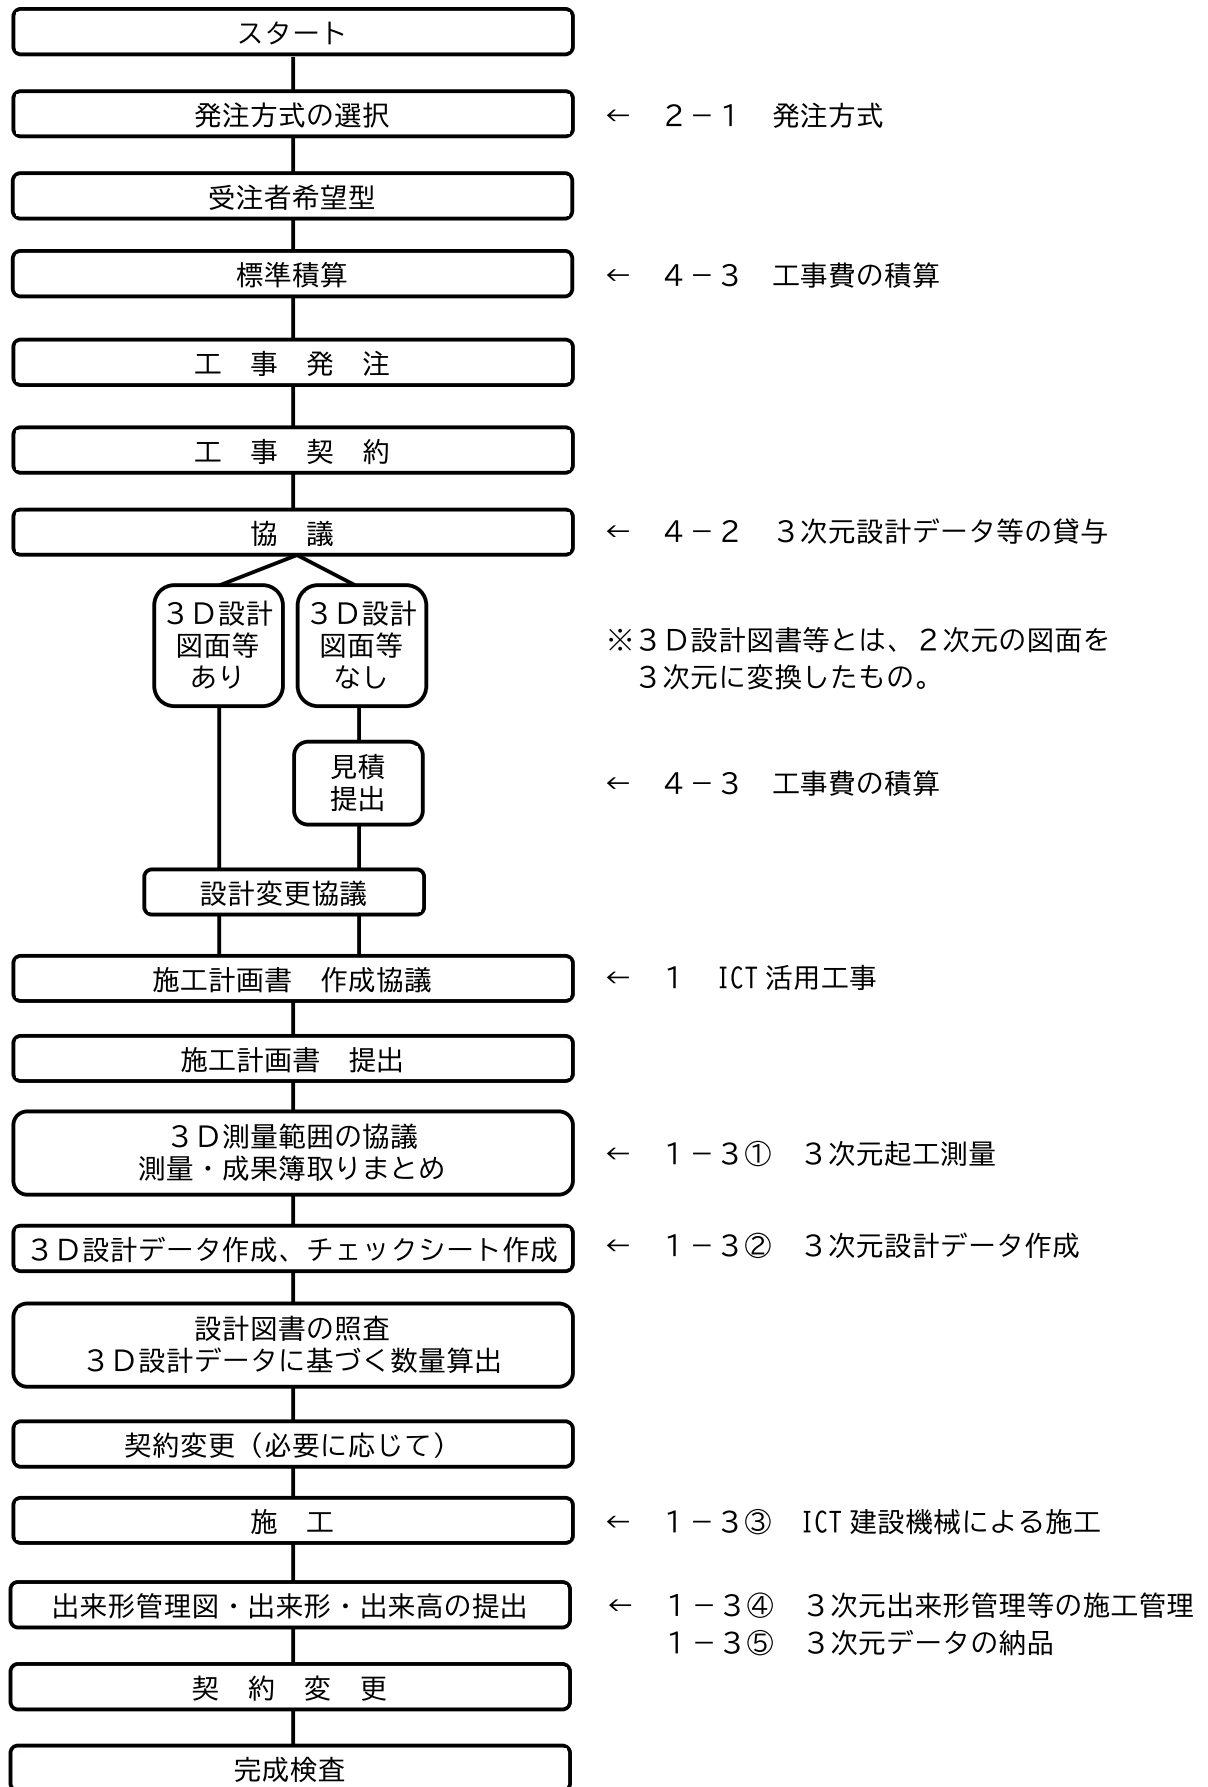 スタート
発注方式の選択
← ２－１　発注方式
受注者希望型
標準積算
← ４－３　工事費の積算
工　事　発　注
工　事　契　約
協　議
← ４－２　３次元設計データ等の貸与
３Ｄ設計
図面等
あり
３Ｄ設計
図面等
なし
※３Ｄ設計図書等とは、２次元の図面を
３次元に変換したもの。
見積
提出
← ４－３　工事費の積算
設計変更協議
施工計画書　作成協議
← １　ICT 活用工事
施工計画書　提出
３Ｄ測量範囲の協議
測量・成果簿取りまとめ
← １－３①　３次元起工測量
３Ｄ設計データ作成、チェックシート作成
← １－３②　３次元設計データ作成
設計図書の照査
３Ｄ設計データに基づく数量算出
契約変更（必要に応じて）
施　工
← １－３③　ICT 建設機械による施工
出来形管理図・出来形・出来高の提出
← １－３④　３次元出来形管理等の施工管理
１－３⑤　３次元データの納品
契　約　変　更
完成検査